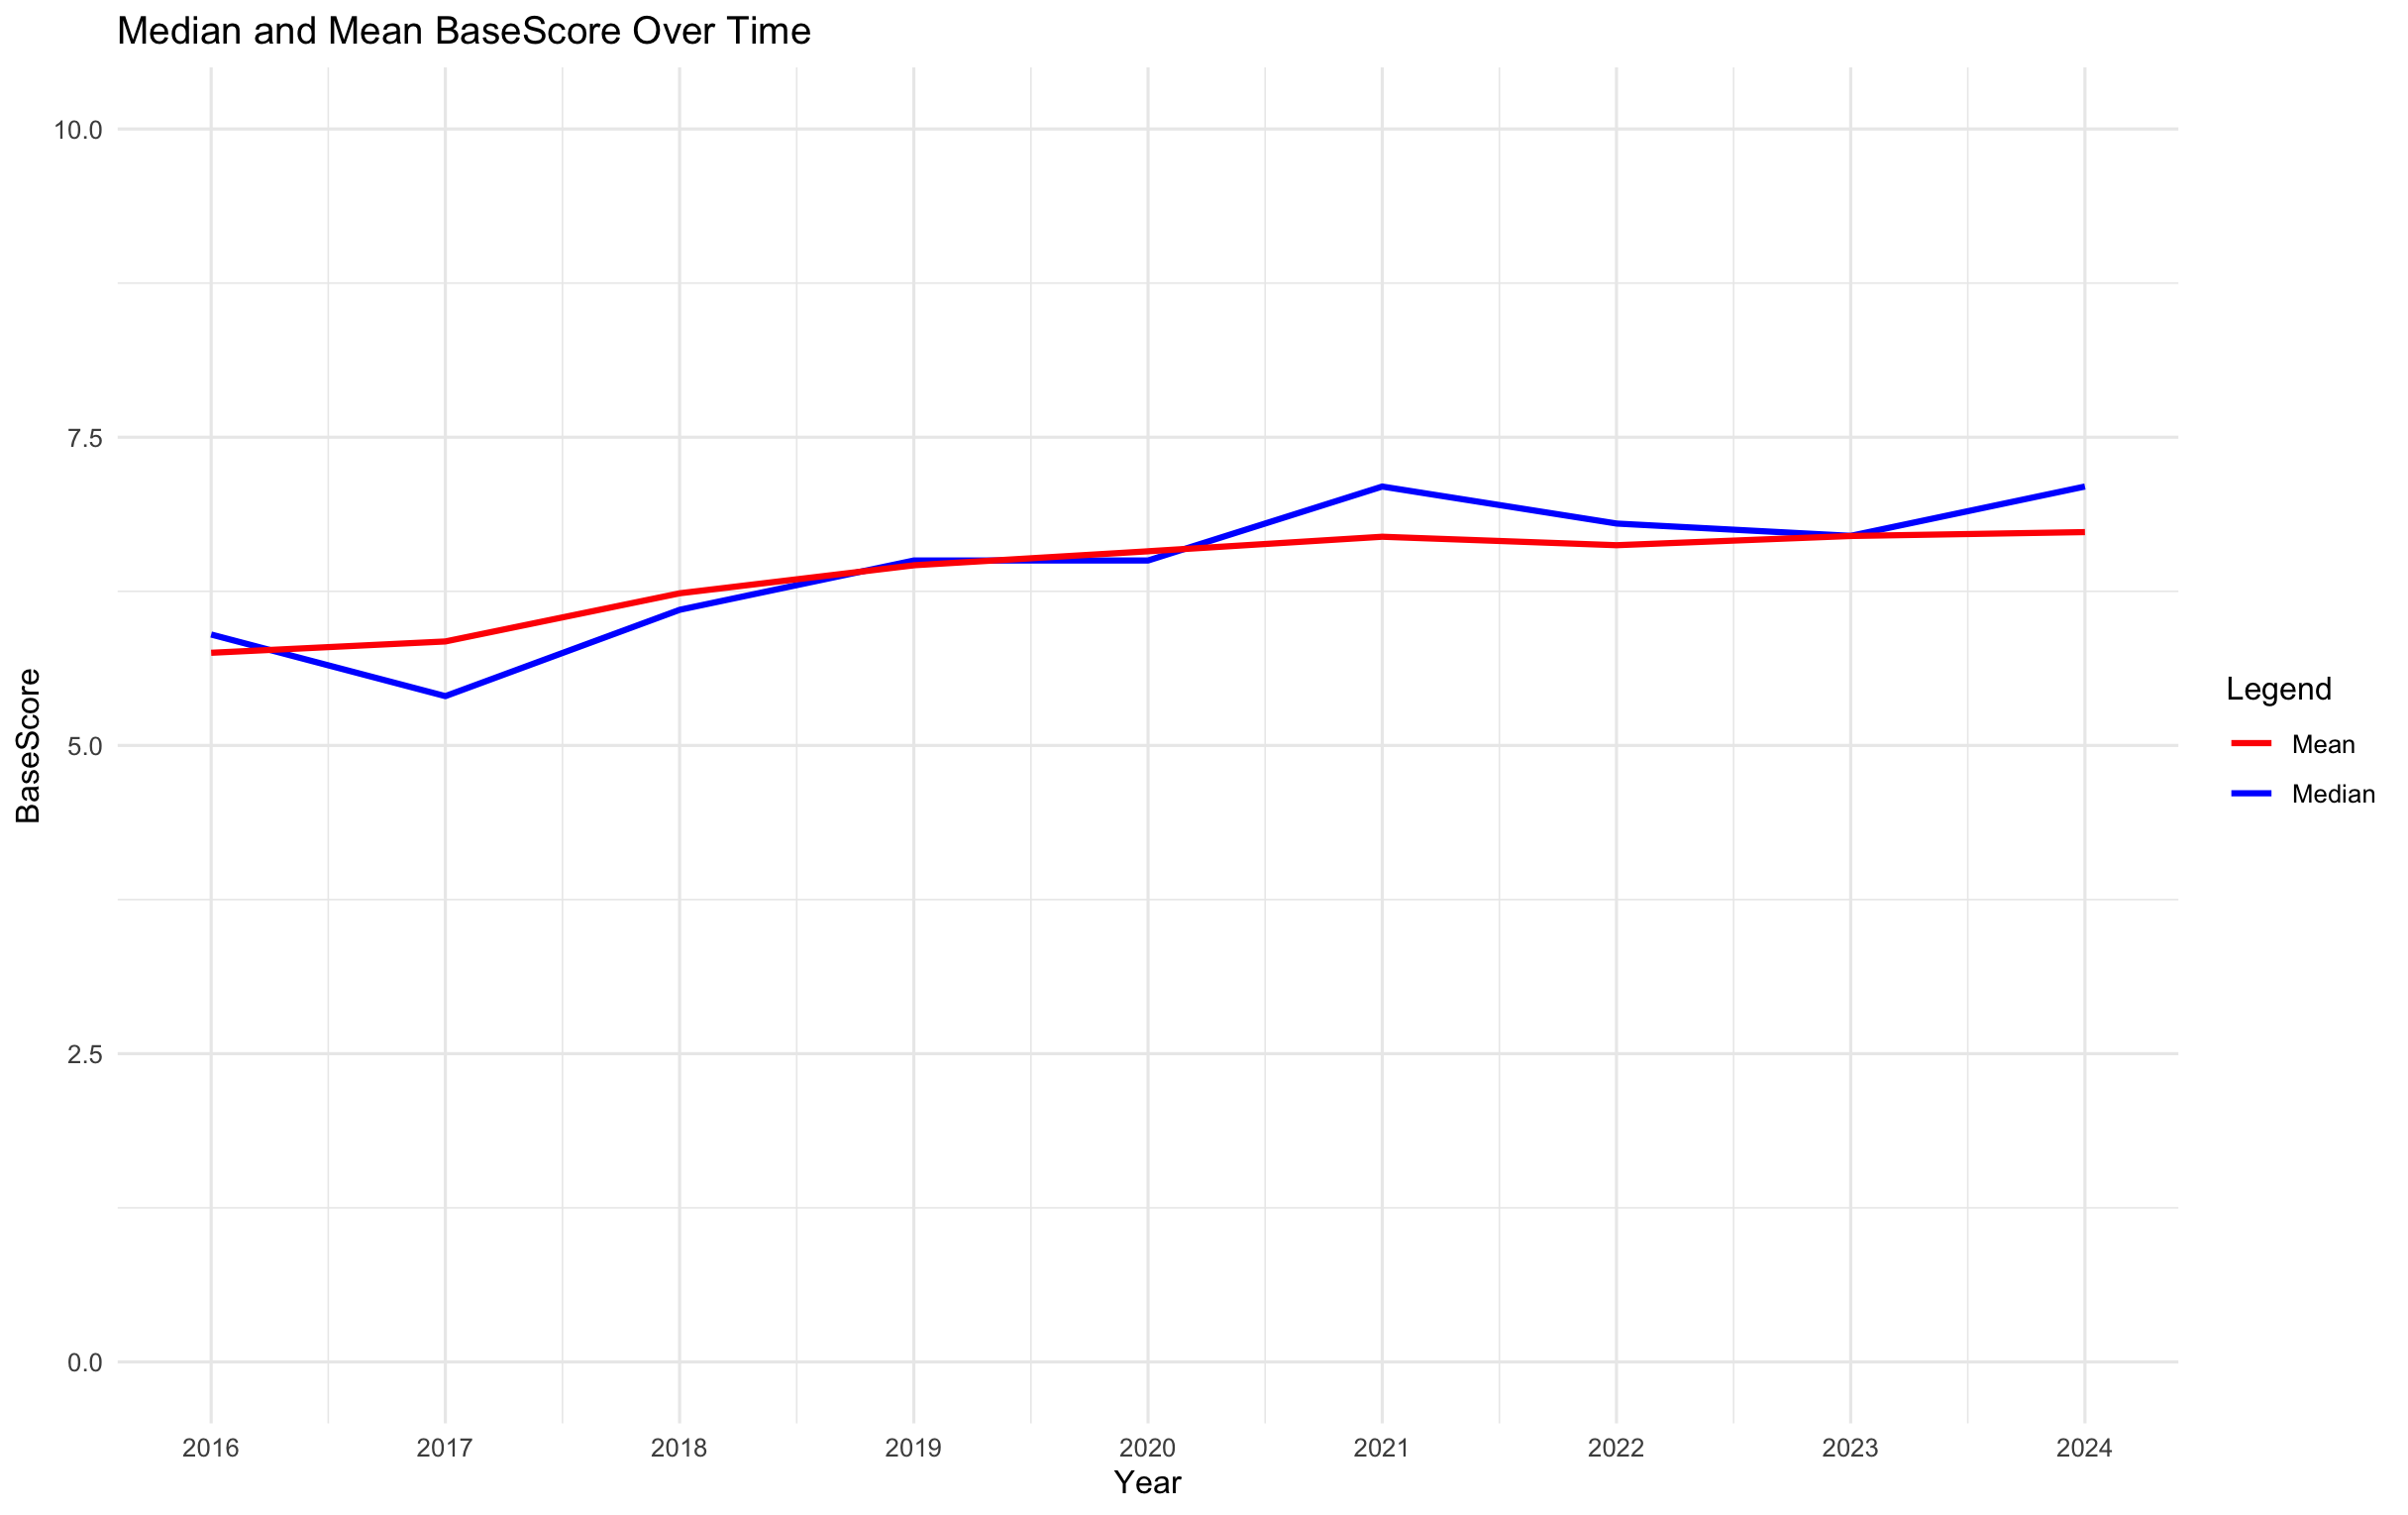 Median and Mean BaseScore Over Time
10.0
7.5
5.0
2.5
0.0
BaseScore
2016 2017 2018 2019 2020 2021 2022 2023 2024
Year
Legend
Mean
Median